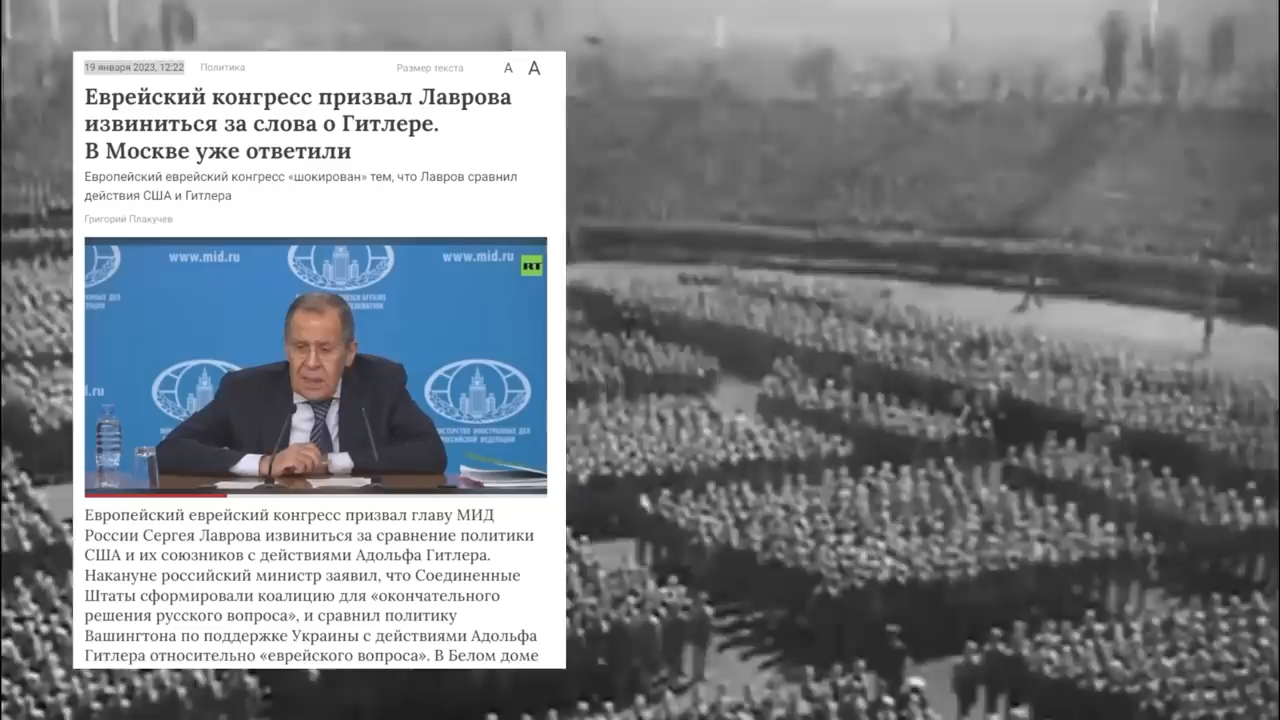 19 января 2023, 12:22 Политика Размер текста A A
Еврейский конгресс призвал Лаврова
извиниться за слова о Гитлере.
В Москве уже ответили
Европейский еврейский конгресс «шокирован» тем, что Лавров сравнил
действия США и Гитлера
Григорий Плакучев
www.mid.ru www.mid.ru RT
.ru
Европейский еврейский конгресс призвал главу МИД
России Сергея Лаврова извиниться за сравнение политики
США и их союзников с действиями Адольфа Гитлера.
Накануне российский министр заявил, что Соединенные
Штаты сформировали коалицию для «окончательного
решения русского вопроса», и сравнил политику
Вашингтона по поддержке Украины с действиями Адольфа
Гитлера относительно «еврейского вопроса». В Белом доме